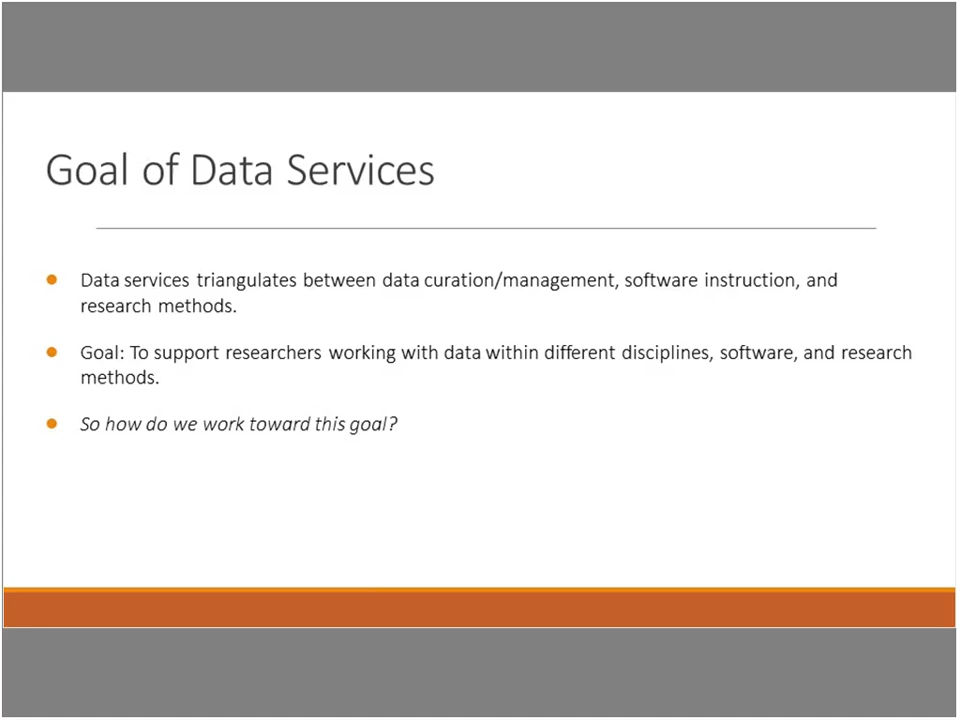 Goal of Data Services
Data services triangulates between data curation/management, software instruction, and
research methods.
Goal: To support researchers working with data within different disciplines, software, and research
methods.
So how do we work toward this goal?